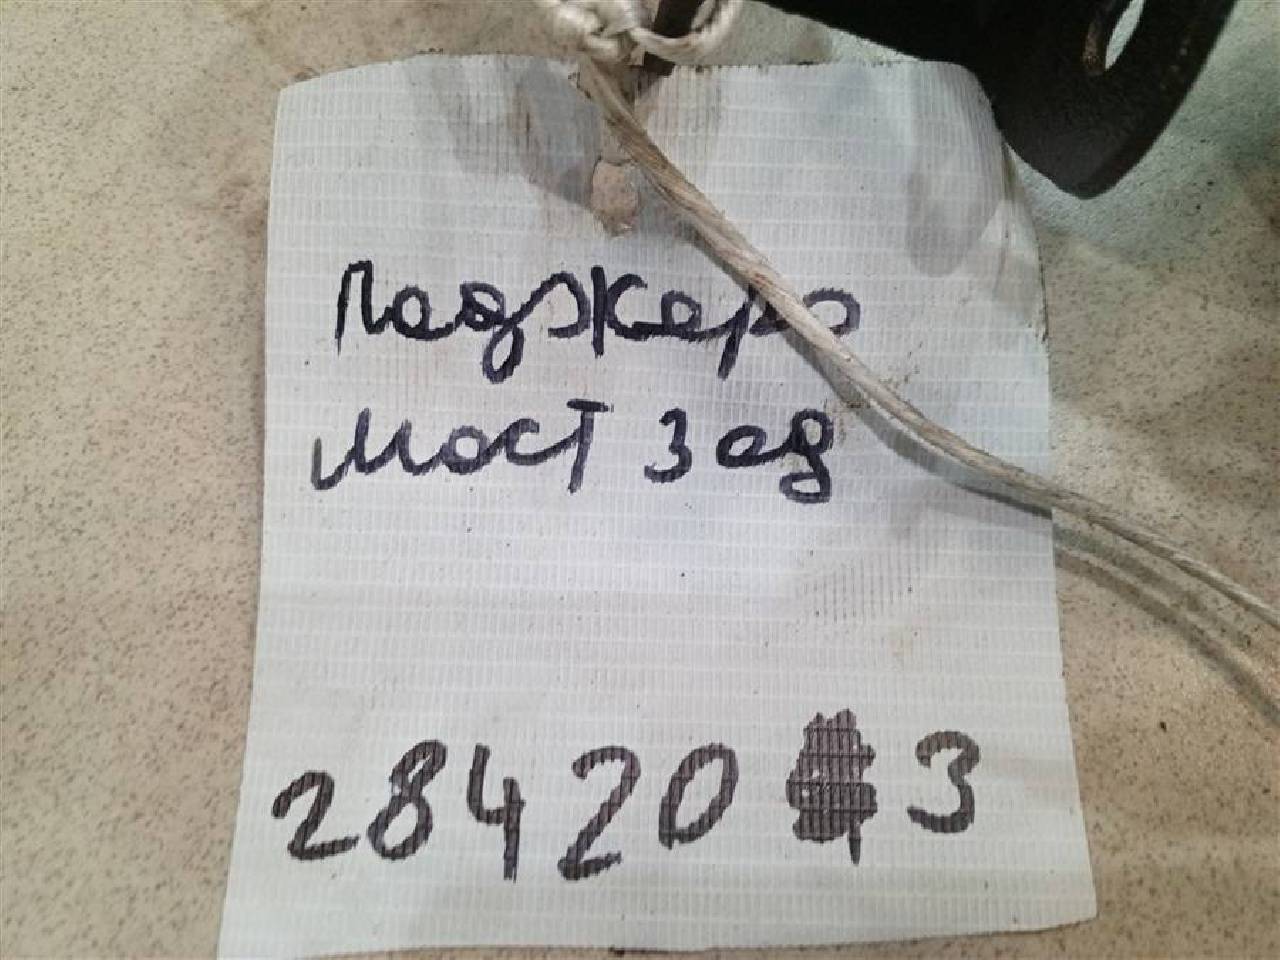 Паджеро
мост зад
28420 3